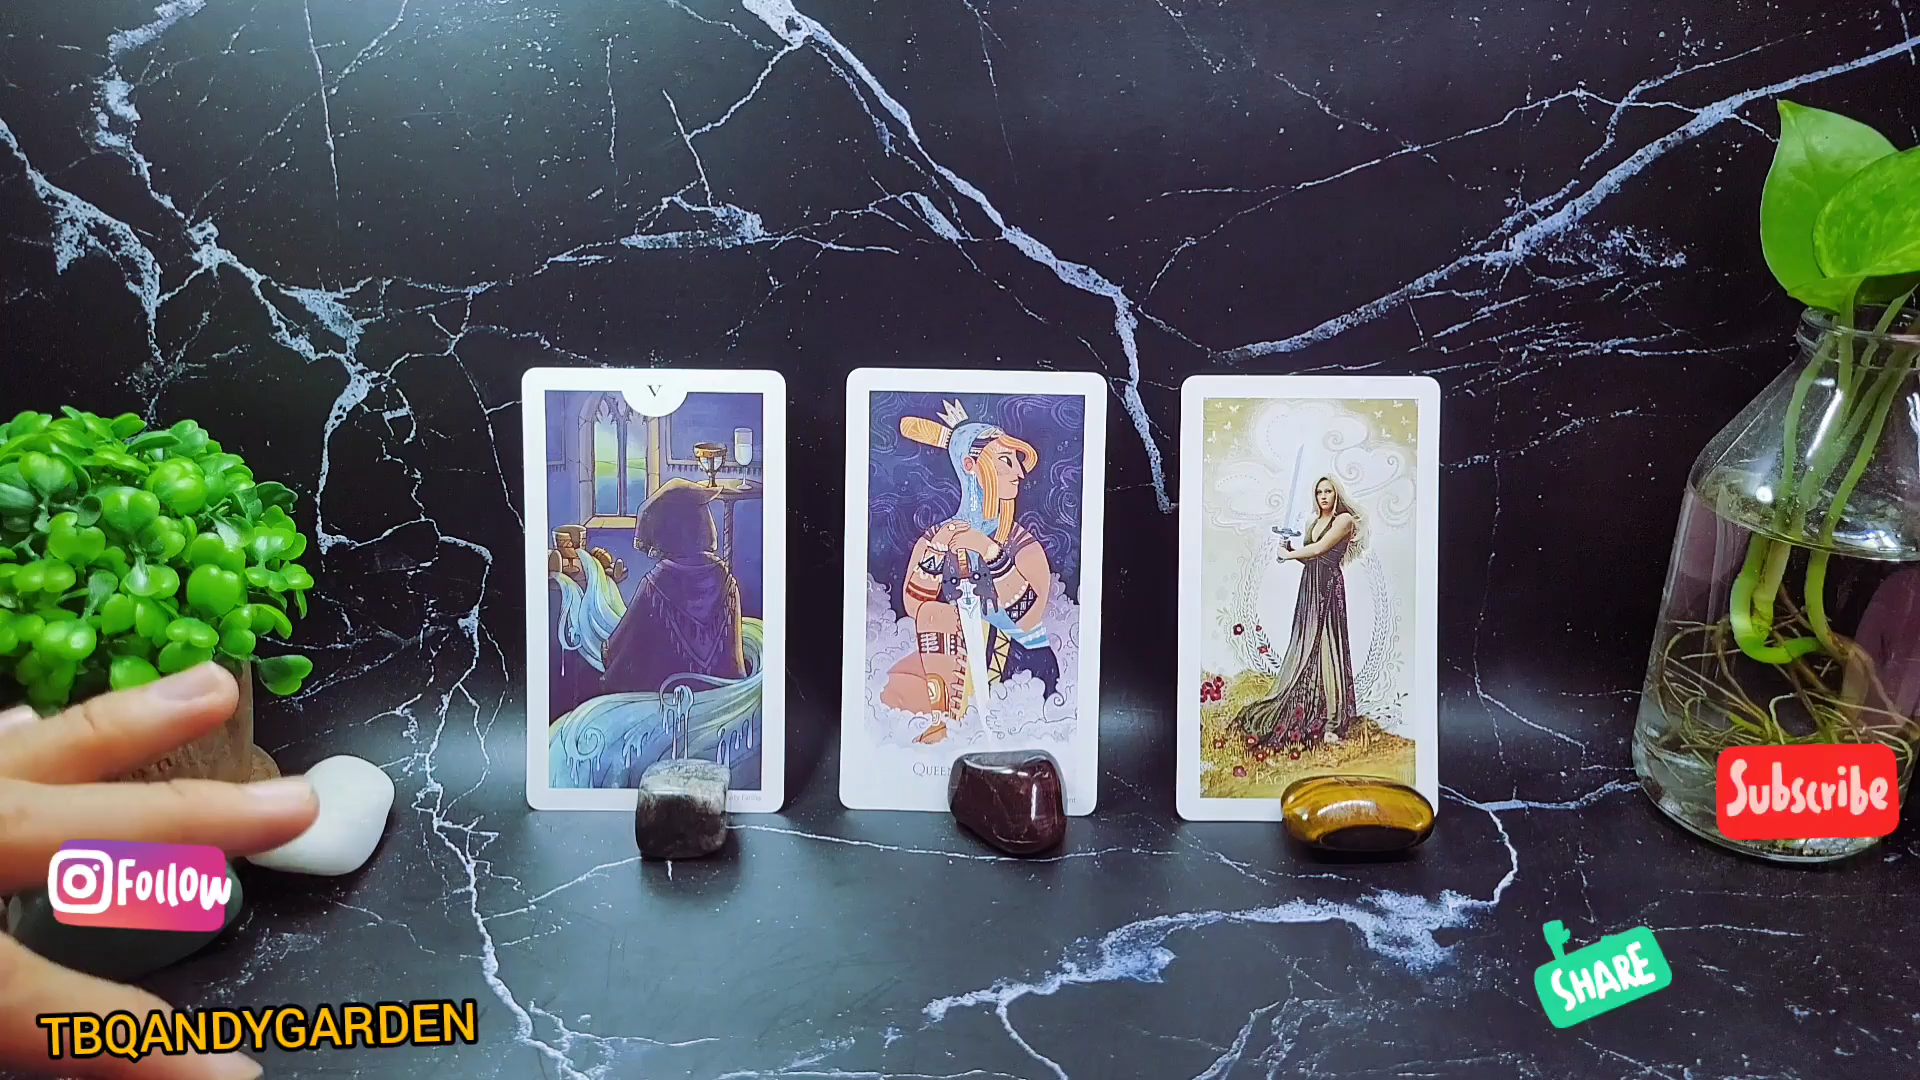 V
QUEEN
Follow
Subscribe
SHARE
TBQANDYGARDEN